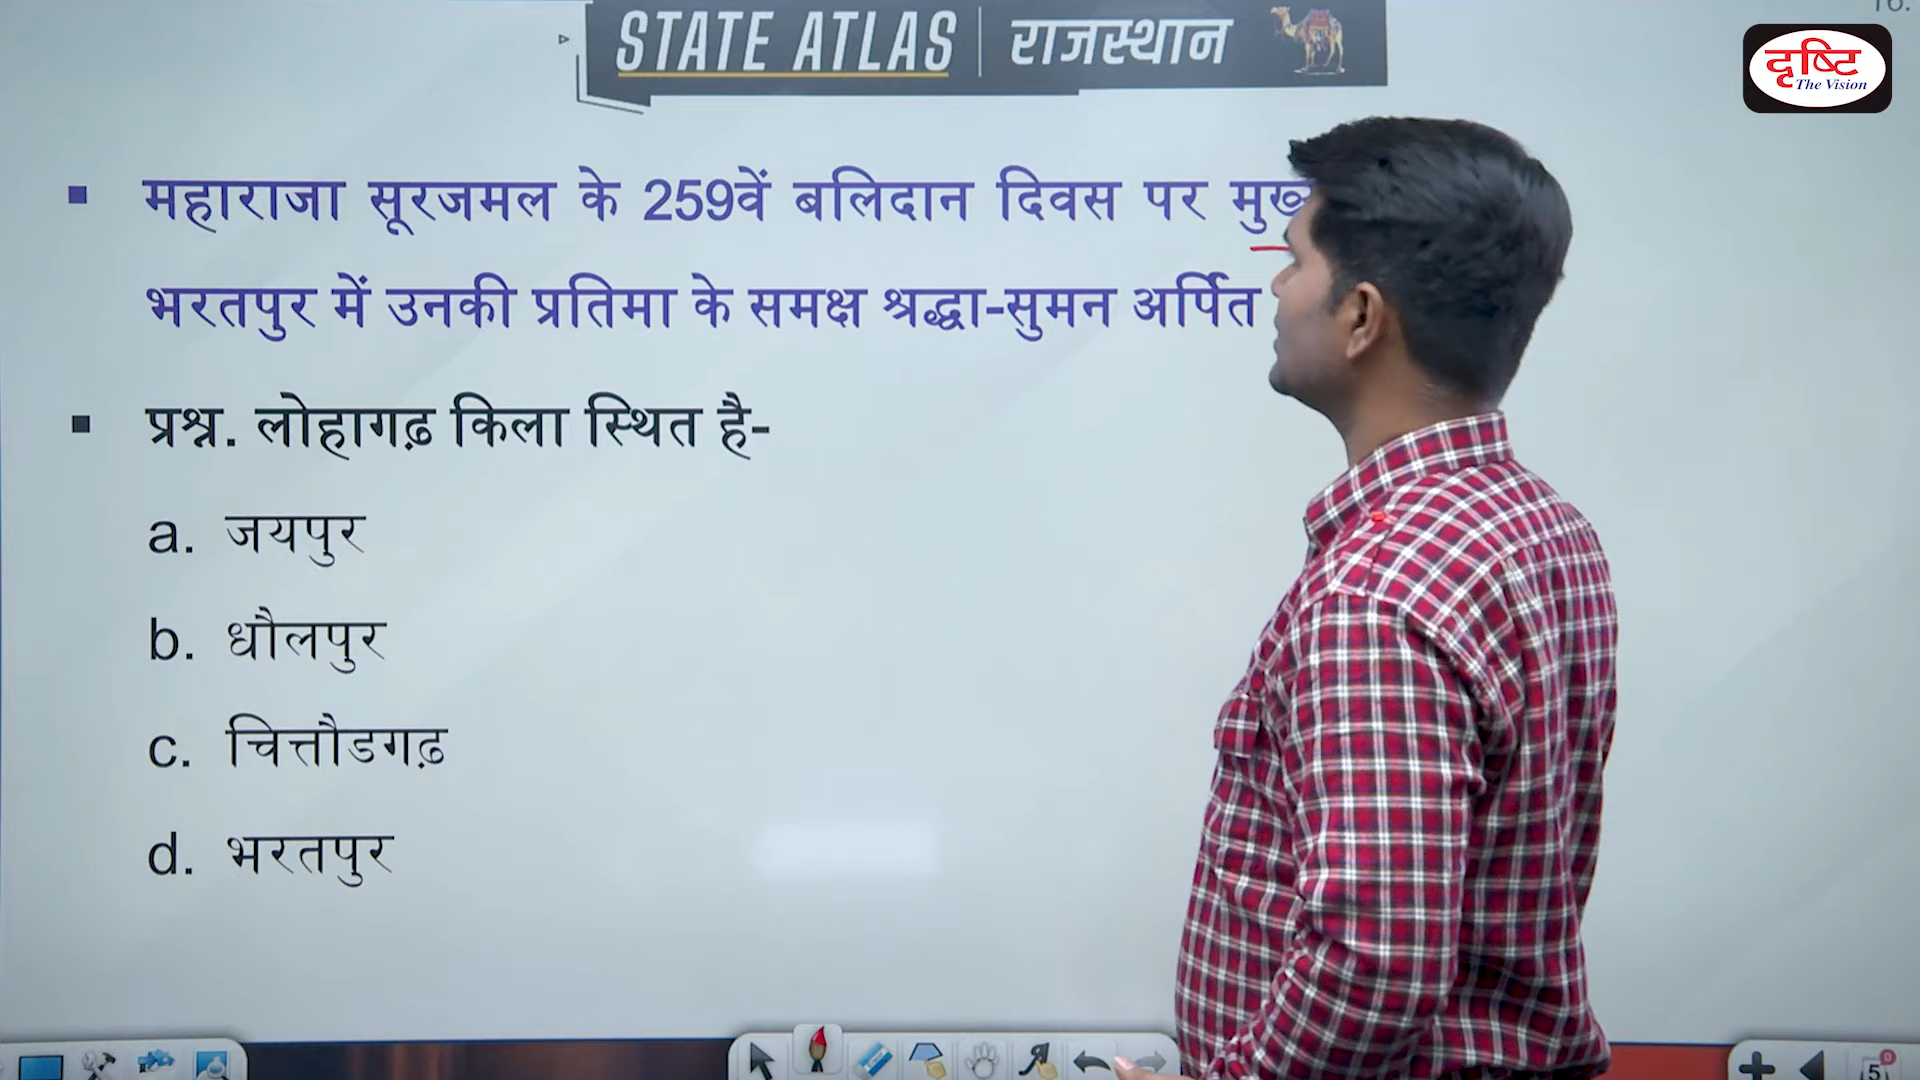 STATE ATLAS राजस्थान
दृष्टि
The Vision
महाराजा सूरजमल के 259वें बलिदान दिवस पर
भरतपुर में उनकी प्रतिमा के समक्ष श्रद्धा-सुमन अर्पित
प्रश्न. लोहागढ़ किला स्थित है-
a. जयपुर
b. धौलपुर
c. चित्तौडगढ़
d. भरतपुर
5